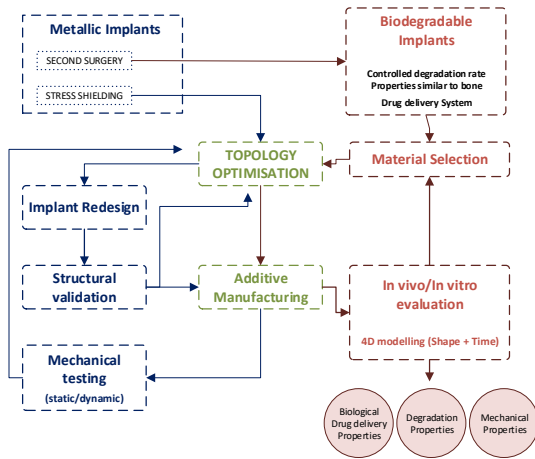 Metallic Implants
SECOND SURGERY
STRESS SHIELDING
Biodegradable
Implants
Controlled degradation rate
Properties similar to bone
Drug delivery System
TOPOLOGY
OPTIMISATION
Material Selection
Implant Redesign
Structural
validation
Additive
Manufacturing
In vivo/In vitro
evaluation
4D modelling (Shape + Time)
Mechanical
testing
(static/dynamic)
Biological
Drug delivery
Properties
Degradation
Properties
Mechanical
Properties